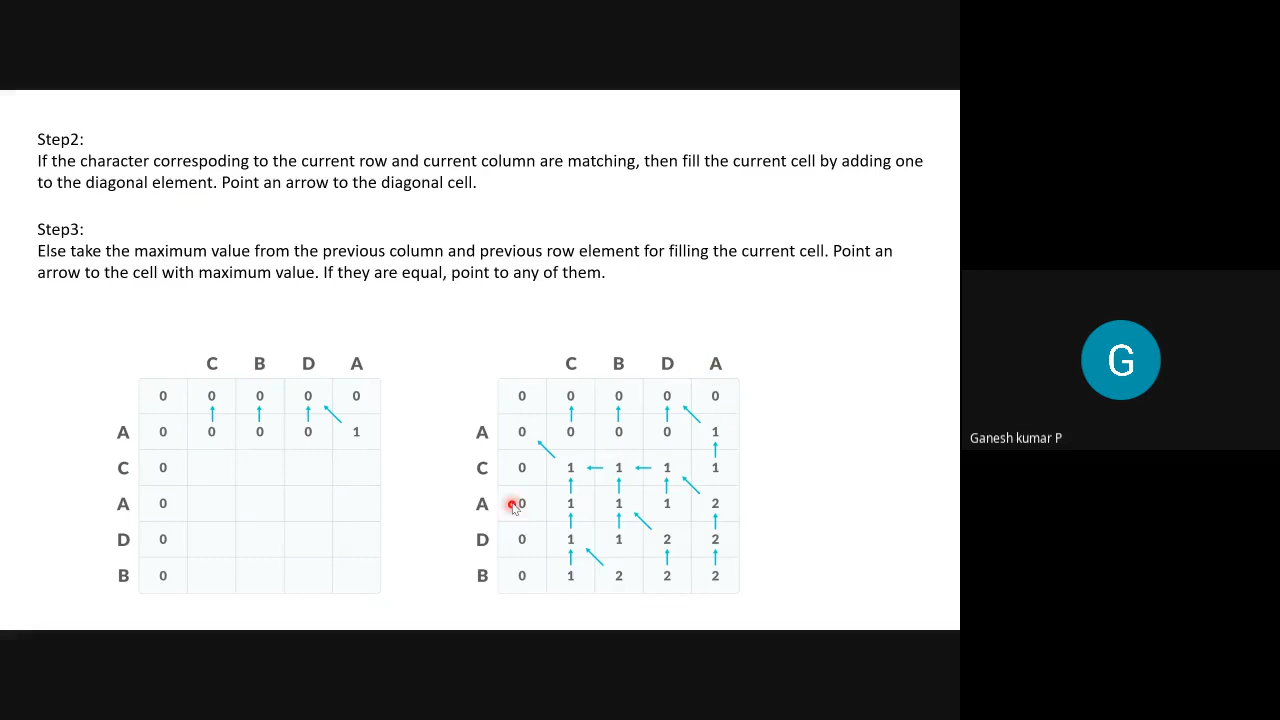 Step2:
If the character correspoding to the current row and current column are matching, then fill the current cell by adding one
to the diagonal element. Point an arrow to the diagonal cell.
Step3:
Else take the maximum value from the previous column and previous row element for filling the current cell. Point an
arrow to the cell with maximum value. If they are equal, point to any of them.
C B D A
0 0 0 0 0
A 0 0 0 0 1
C 0
A 0
D 0
B 0
C B D A
0 0 0 0 0
A 0 0 0 0 1
C 0 1 1 1 1
A 0 1 1 1 2
D 0 1 1 2 2
B 0 1 2 2 2
G
Ganesh kumar P